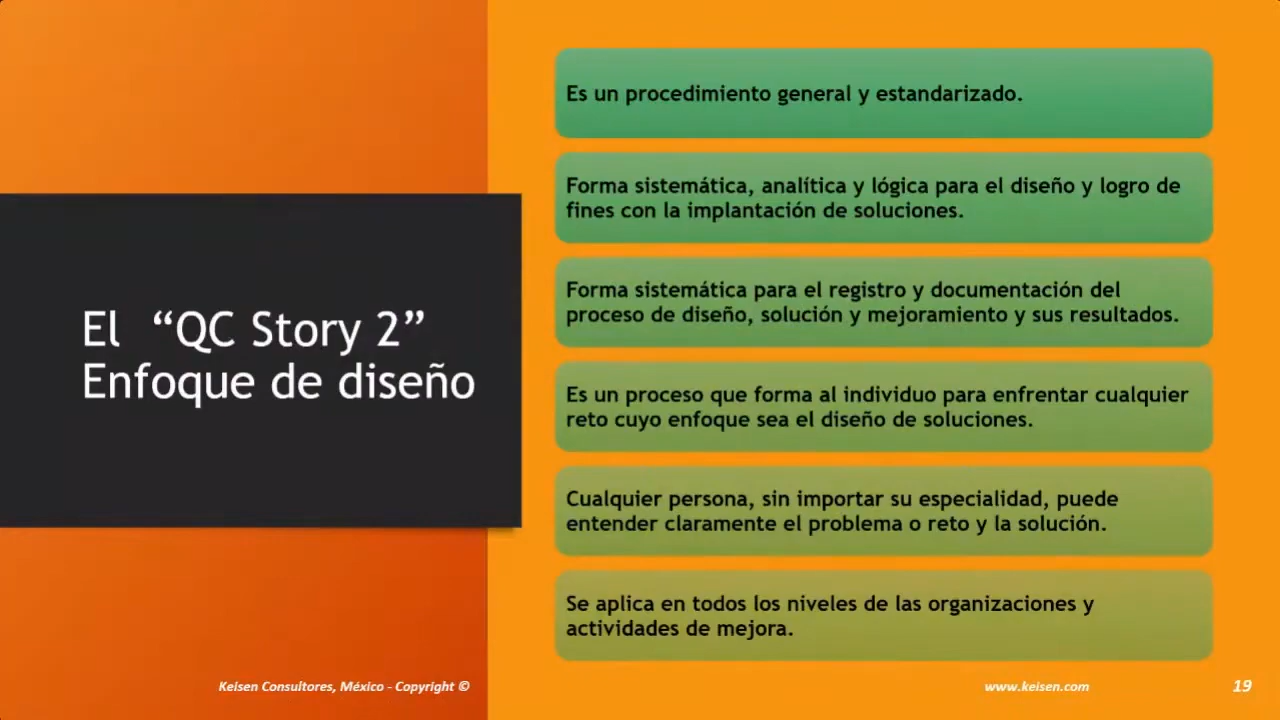 El “QC Story 2”
Enfoque de diseño
Es un procedimiento general y estandarizado.
Forma sistemática, analítica y lógica para el diseño y logro de
fines con la implantación de soluciones.
Forma sistemática para el registro y documentación del
proceso de diseño, solución y mejoramiento y sus resultados.
Es un proceso que forma al individuo para enfrentar cualquier
reto cuyo enfoque sea el diseño de soluciones.
Cualquier persona, sin importar su especialidad, puede
entender claramente el problema o reto y la solución.
Se aplica en todos los niveles de las organizaciones y
actividades de mejora.
Keisen Consultores, México - Copyright ©
www.keisen.com
19